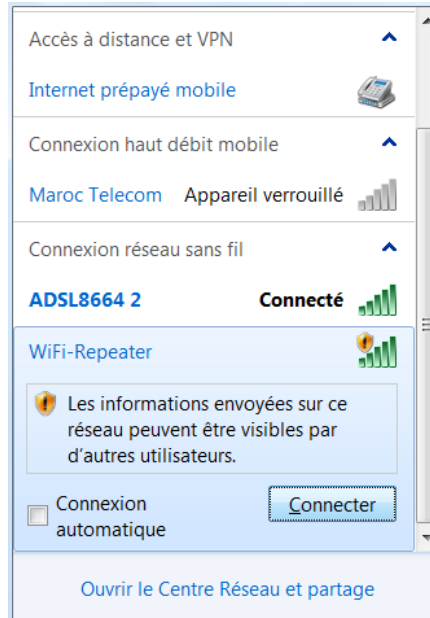 Accès à distance et VPN
Internet prépayé mobile
Connexion haut débit mobile
Maroc Telecom Appareil verrouillé
Connexion réseau sans fil
ADSL8664 2 Connecté
WiFi-Repeater
Les informations envoyées sur ce
réseau peuvent être visibles par
d'autres utilisateurs.
Connexion
automatique
Connecter
Ouvrir le Centre Réseau et partage